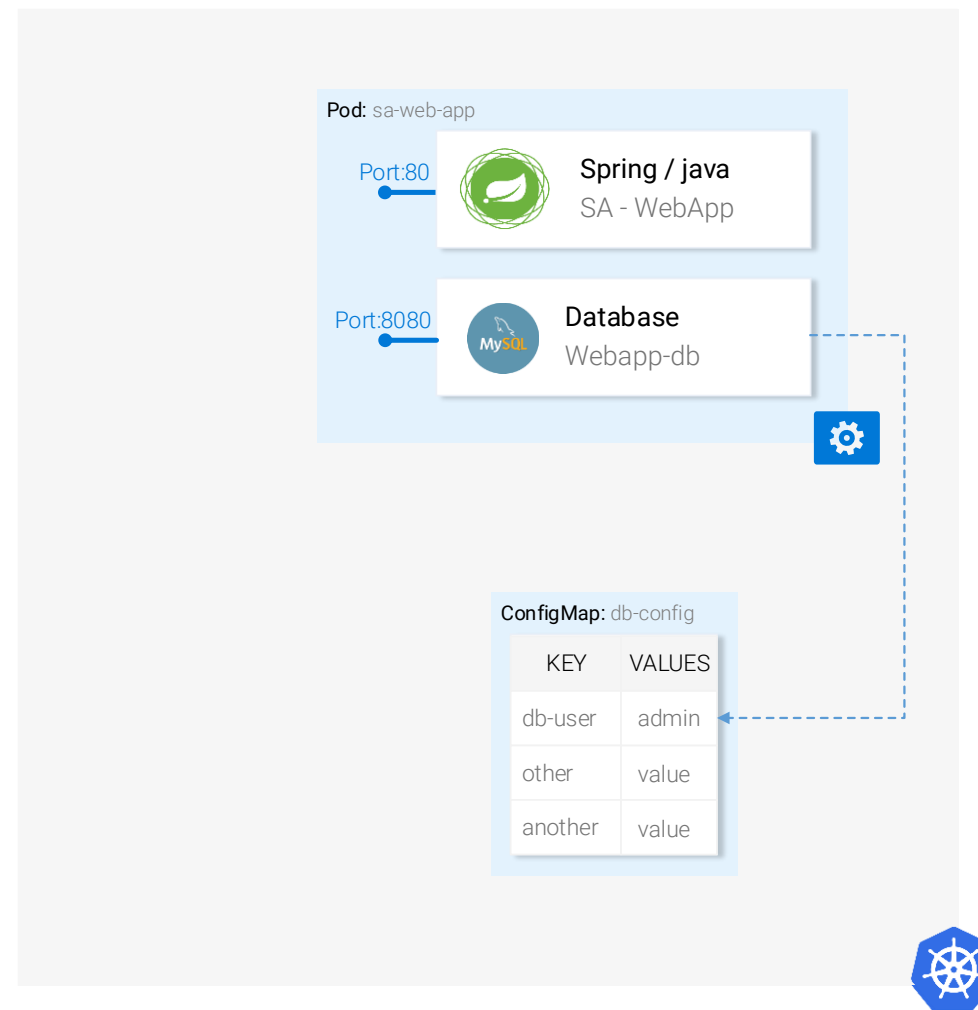 Pod: sa-web-app
Port:80
Spring / java
SA - WebApp
Port:8080
MySQL
Database
Webapp-db
ConfigMap: db-config
KEY VALUES
db-user admin
other value
another value